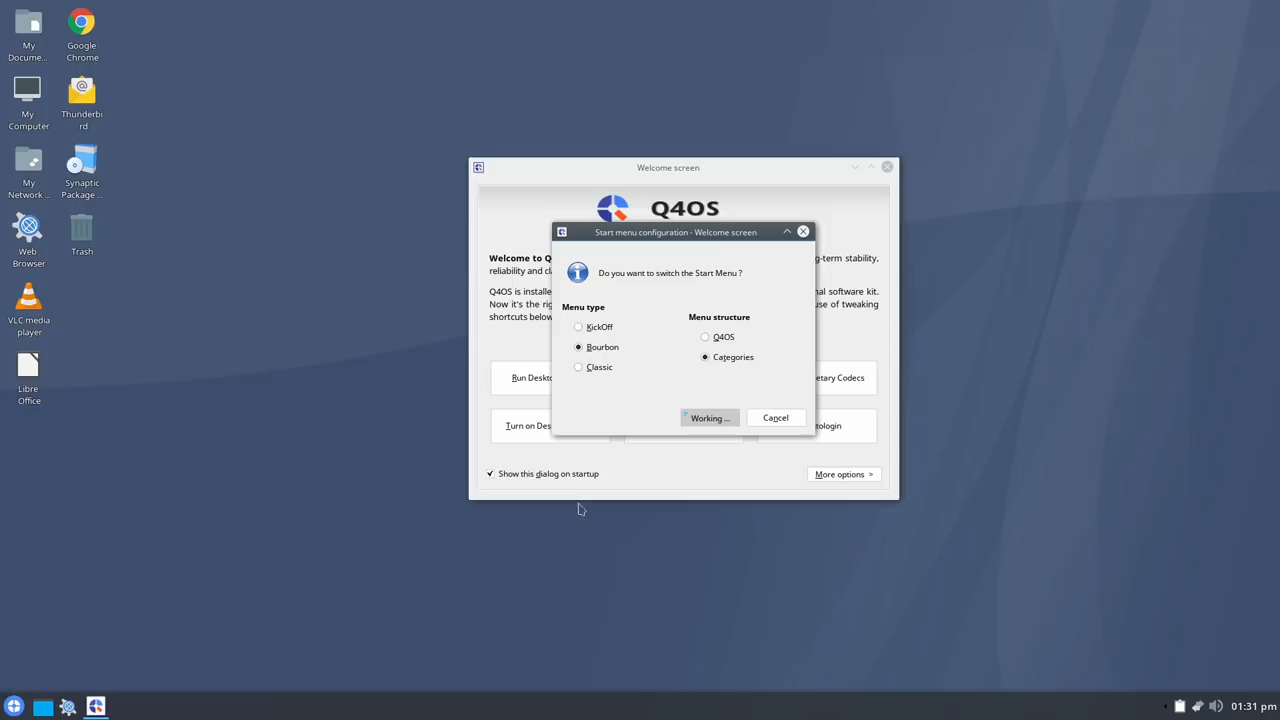 My
Docume...
Google
Chrome
My
Computer
Thunderbi
rd
My
Network ...
Synaptic
Package ...
Web
Browser
Trash
VLC media
player
Libre
Office
Welcome screen
Q4OS
Welcome to Q
ng-term stability,
reliability and cl
Q4OS is installe
nal software kit.
Now it's the rig
use of tweaking
shortcuts below
Run Deskto
etary Codecs
Turn on Des
tologin
Show this dialog on startup
More options >
Start menu configuration - Welcome screen
Do you want to switch the Start Menu ?
Menu type
Menu structure
KickOff
Q4OS
Bourbon
Categories
Classic
Working ...
Cancel
01:31 pm